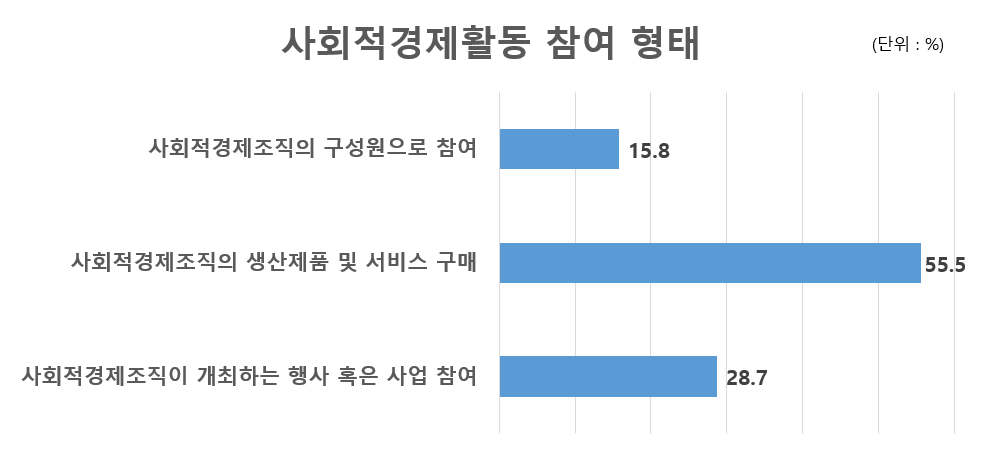 사회적경제활동 참여 형태
(단위 : %)
사회적경제조직의 구성원으로 참여
15.8
사회적경제조직의 생산제품 및 서비스 구매
55.5
사회적경제조직이 개최하는 행사 혹은 사업 참여
28.7